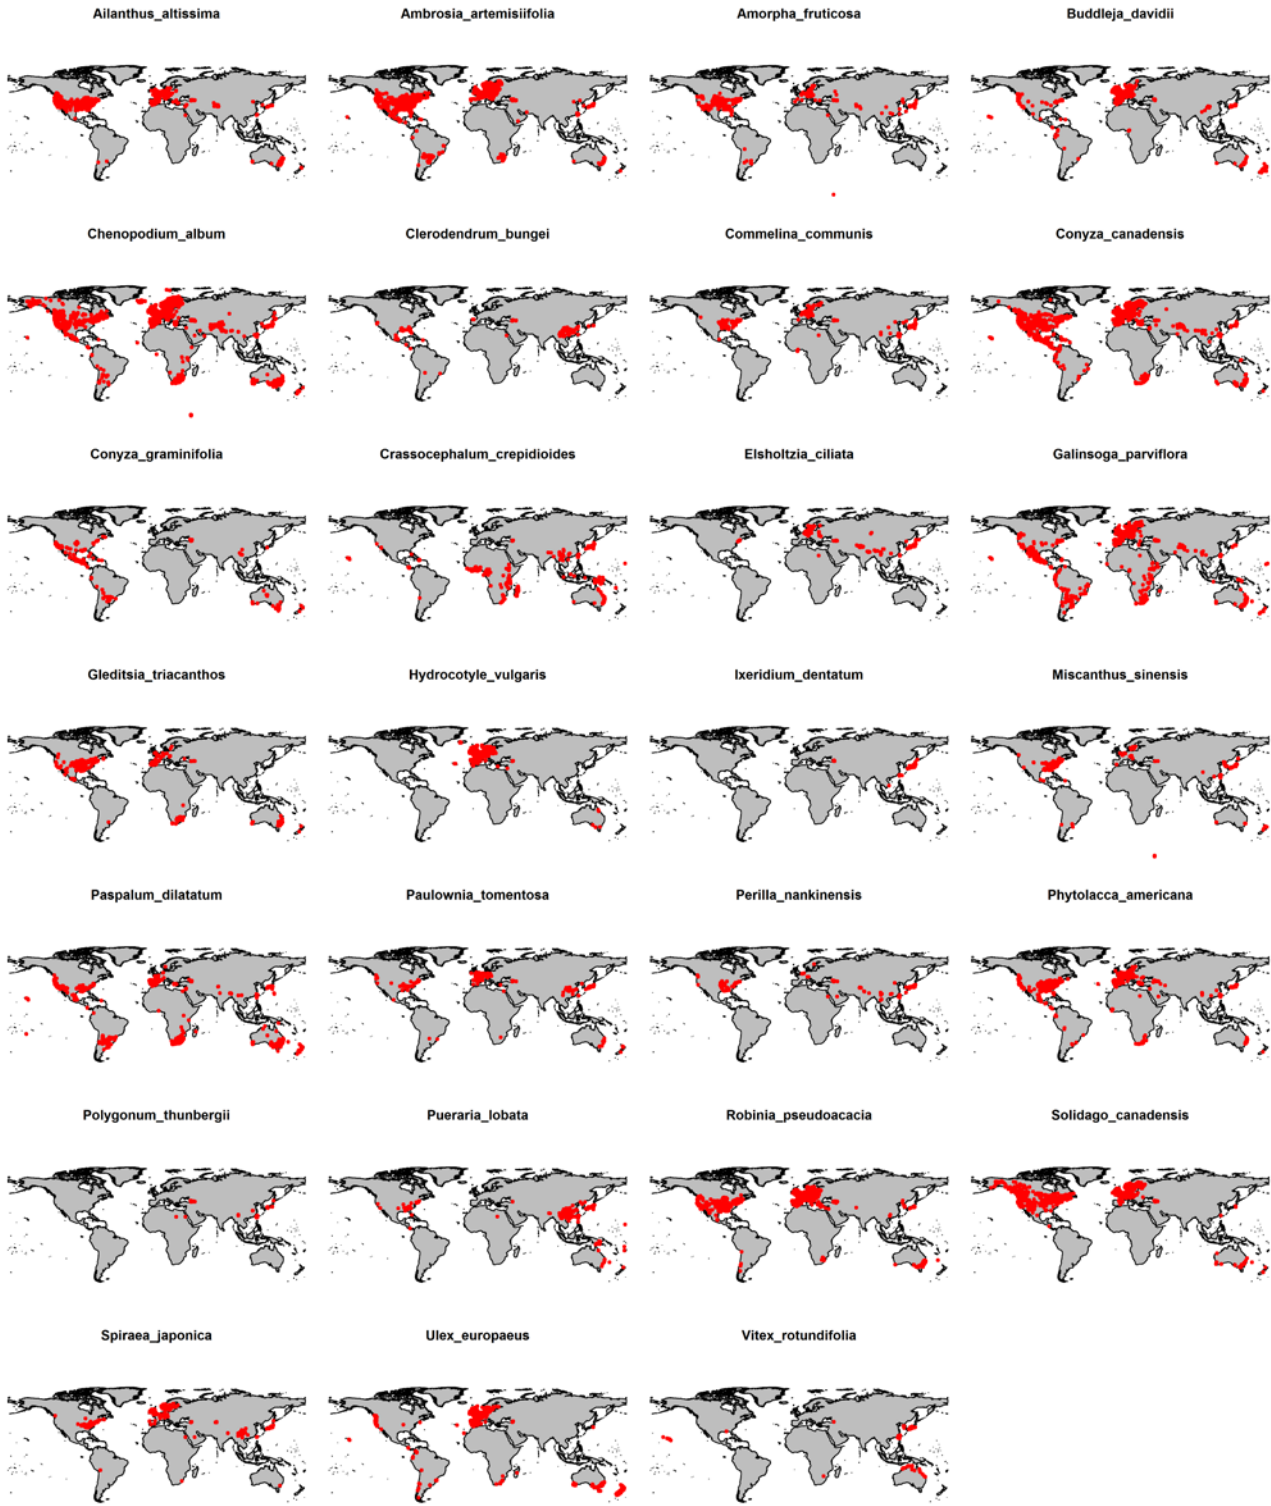 Ailanthus_altissima
Ambrosia_artemisiifolia
Amorpha_fruticosa
Buddleja_davidii
Chenopodium_album
Clerodendrum_bungei
Commelina_communis
Conyza_canadensis
Conyza_graminifolia
Crassocephalum_crepidioides
Elsholtzia_ciliata
Galinsoga_parviflora
Gleditsia_triacanthos
Hydrocotyle_vulgaris
Ixeridium_dentatum
Miscanthus_sinensis
Paspalum_dilatatum
Paulownia_tomentosa
Perilla_nankinensis
Phytolacca_americana
Polygonum_thunbergii
Pueraria_lobata
Robinia_pseudoacacia
Solidago_canadensis
Spiraea_japonica
Ulex_europaeus
Vitex_rotundifolia